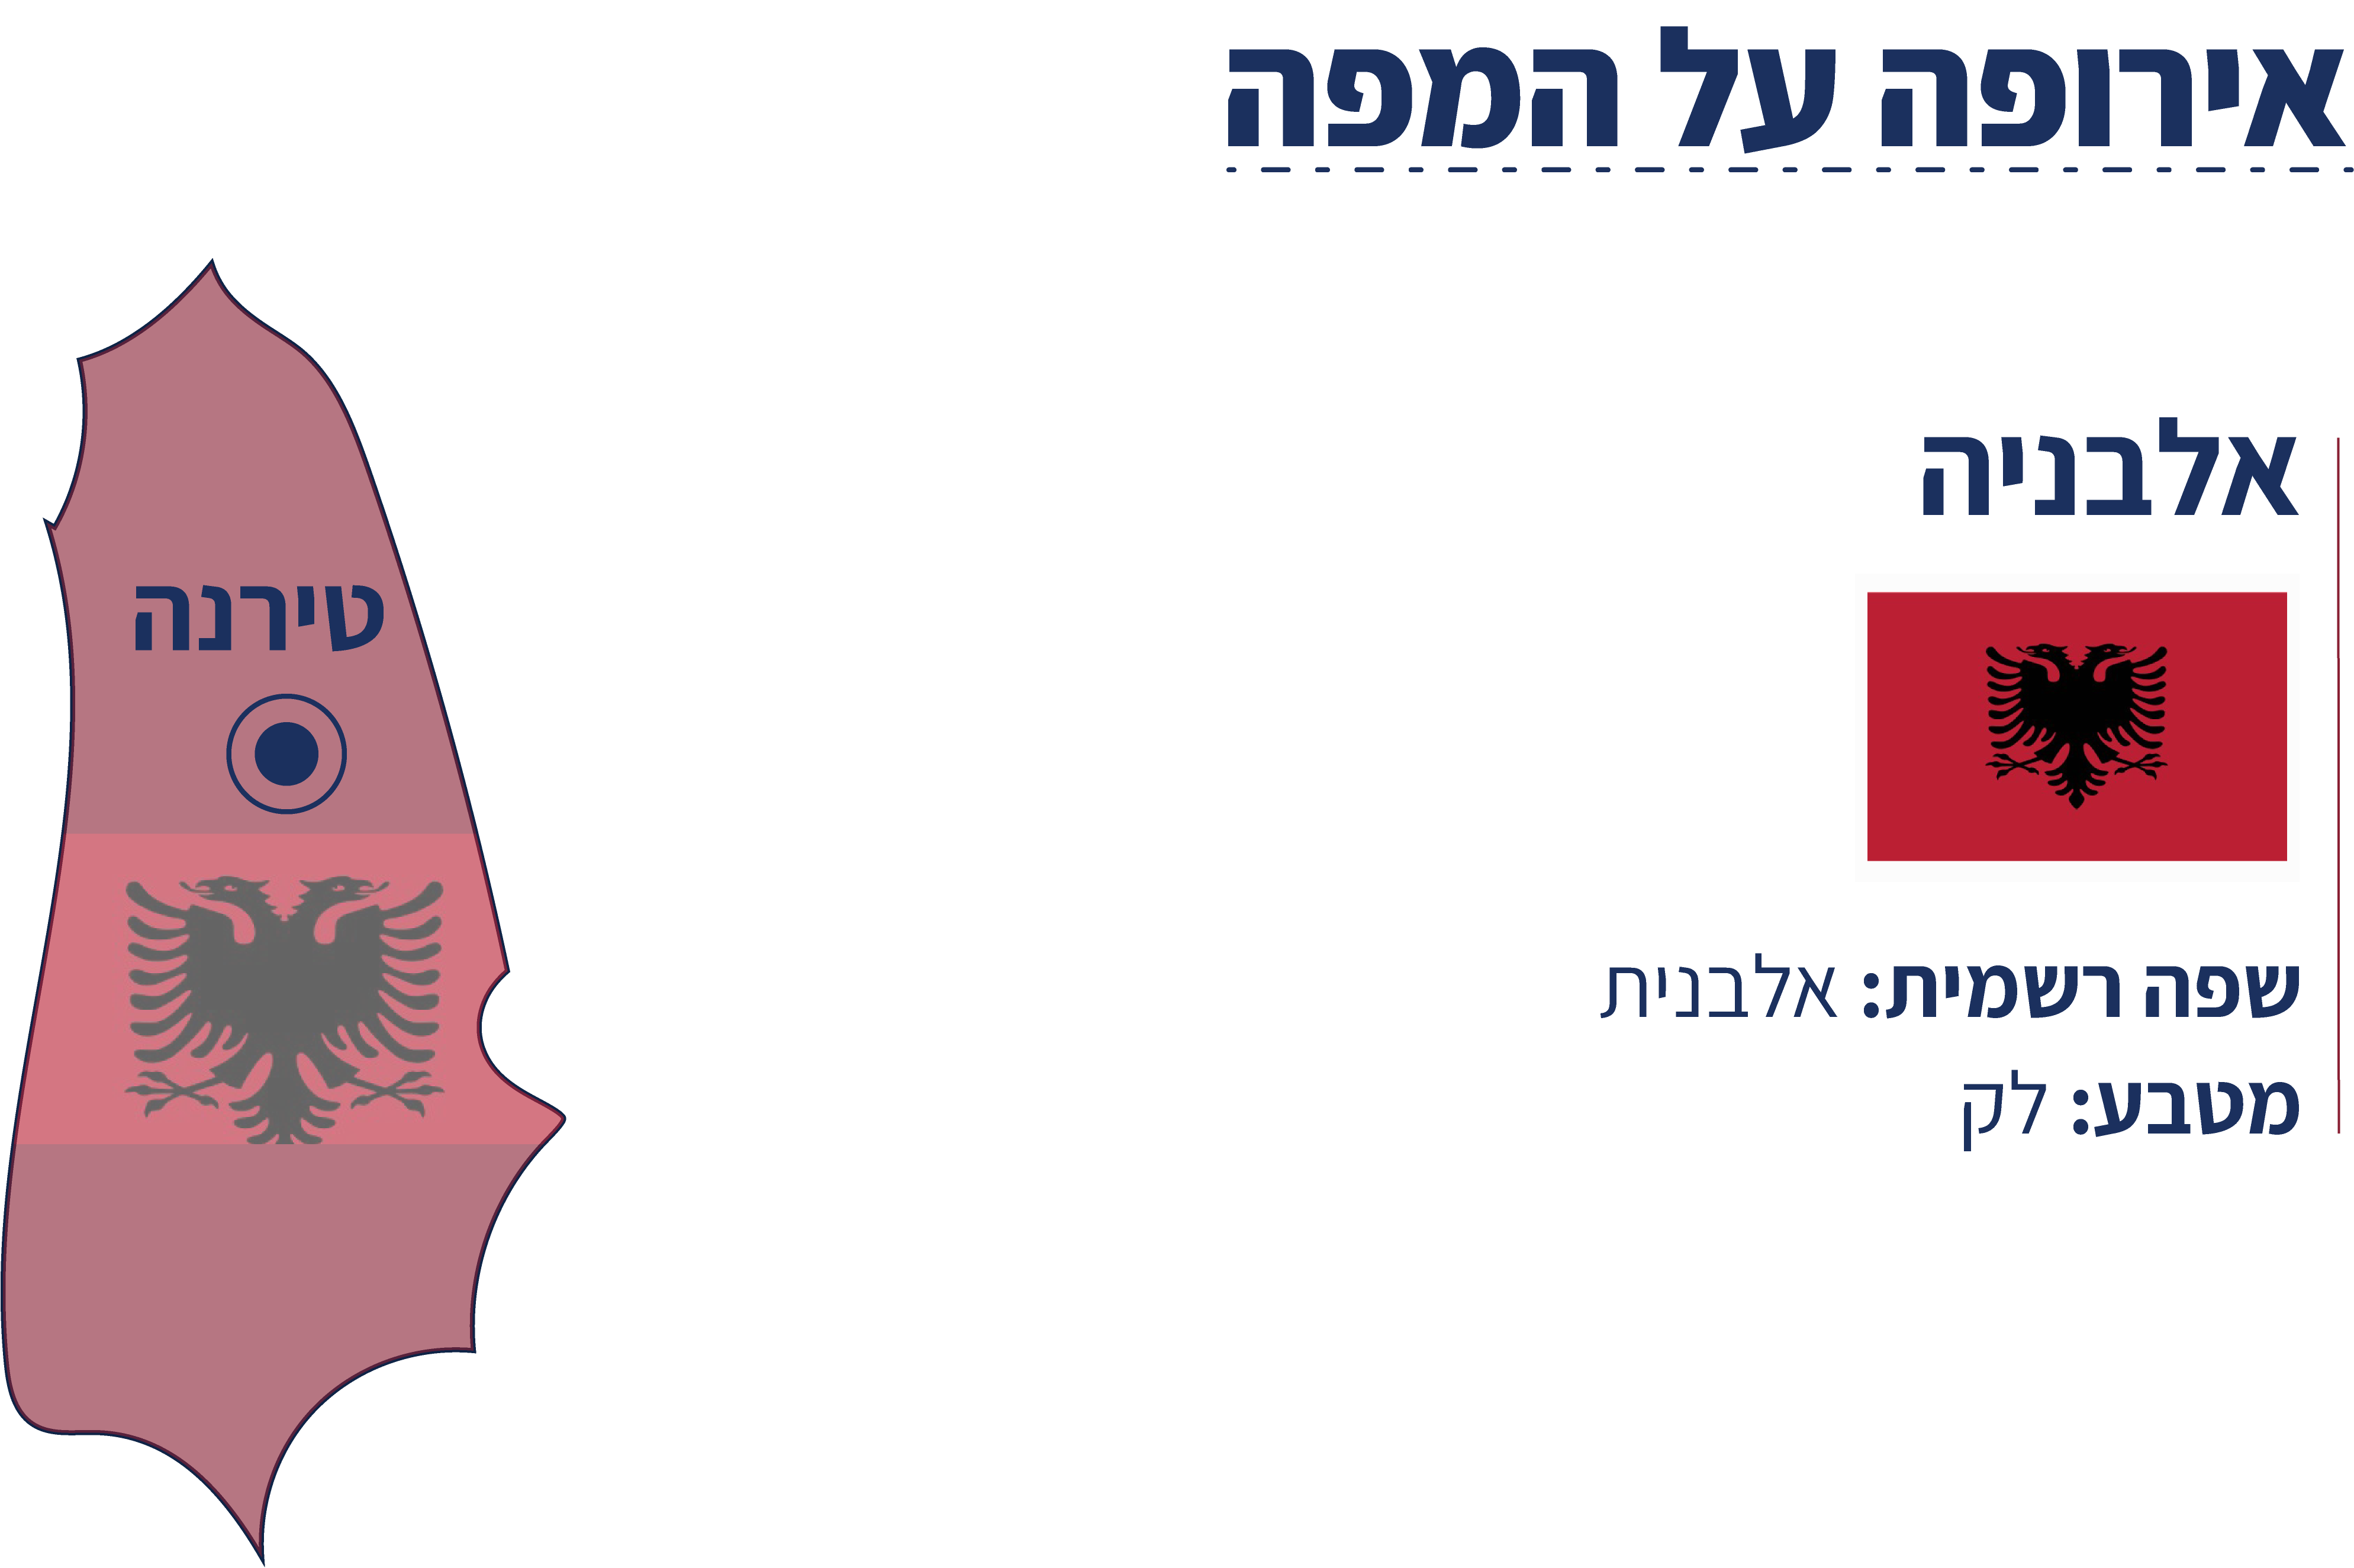 אירופה על המפה
אלבניה
שפה רשמית: אלבנית
מטבע: לק
טירנה